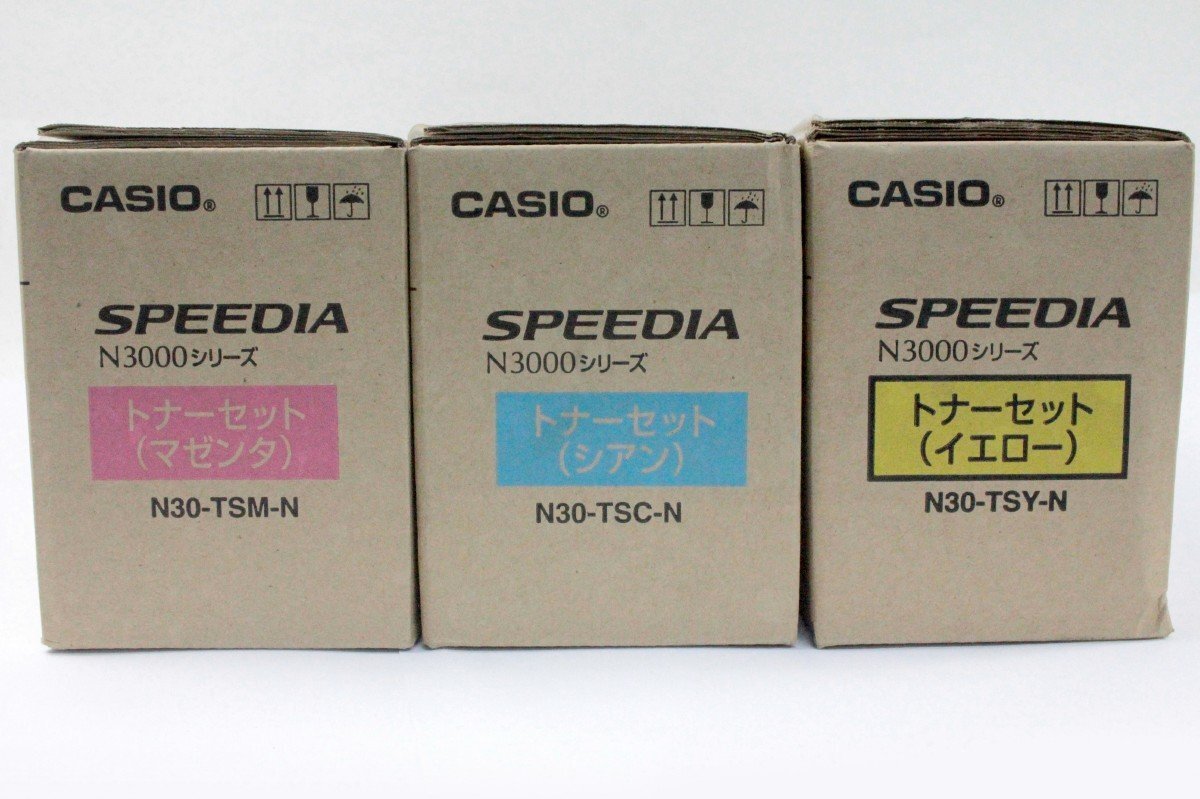 CASIO®
SPEEDIA
N3000シリーズ
トナーセット
(マゼンタ)
N30-TSM-N
CASIO®
SPEEDIA
N3000シリーズ
トナーセット
(シアン)
N30-TSC-N
CASIO®
SPEEDIA
N3000シリーズ
トナーセット
(イエロー)
N30-TSY-N